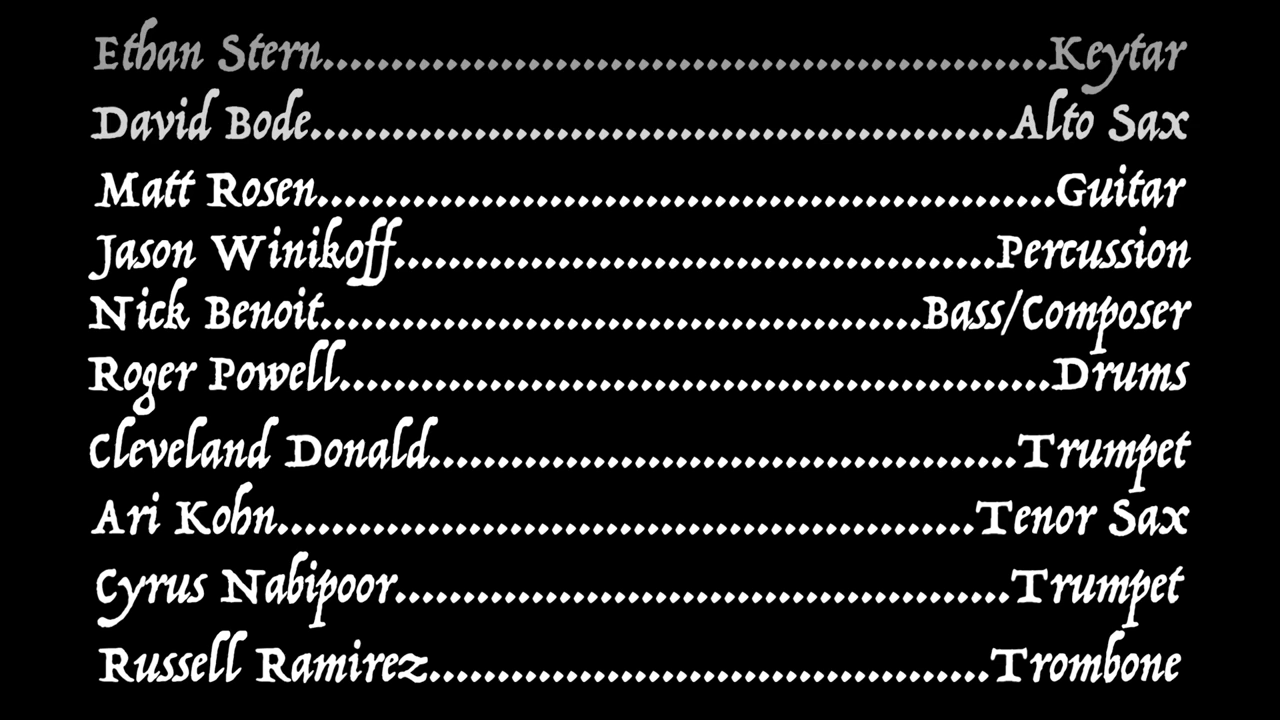 Ethan Stern......................................................Keytar
David Bode....................................................Alto Sax
Matt Rosen.......................................................Guitar
Jason Winikoff.............................................Percussion
Nick Benoit.............................................Bass/Composer
Roger Powell.....................................................Drums
Cleveland Donald............................................Trumpet
Ari Kohn....................................................Tenor Sax
Cyrus Nabipoor..............................................Trumpet
Russell Ramirez..........................................Trombone